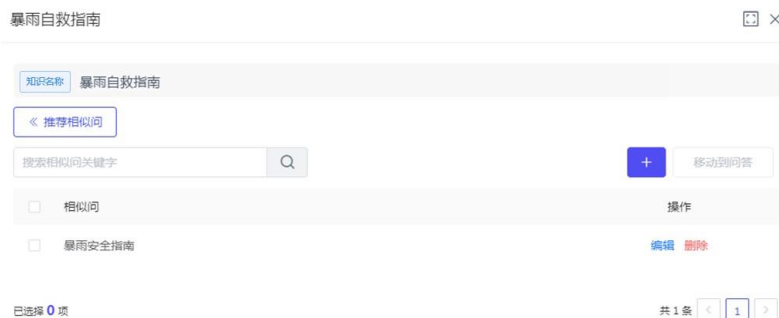 暴雨自救指南
知识名称 暴雨自救指南
« 推荐相似问
搜索相似问关键字 + 移动到问答
相似问 操作
暴雨安全指南 编辑 删除
已选择 0 项 共 1 条 < 1 >